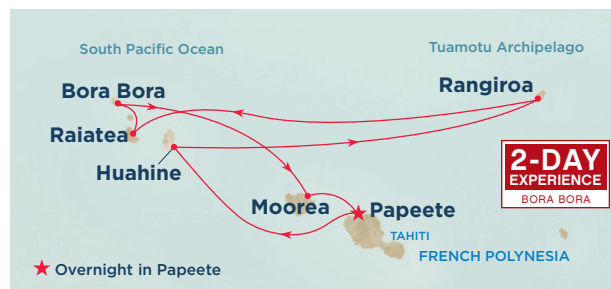 South Pacific Ocean
Tuamotu Archipelago
Bora Bora
Rangiroa
Raiatea
Huahine
2-DAY
EXPERIENCE
BORA BORA
Moorea
Papeete
TAHITI
FRENCH POLYNESIA
Overnight in Papeete